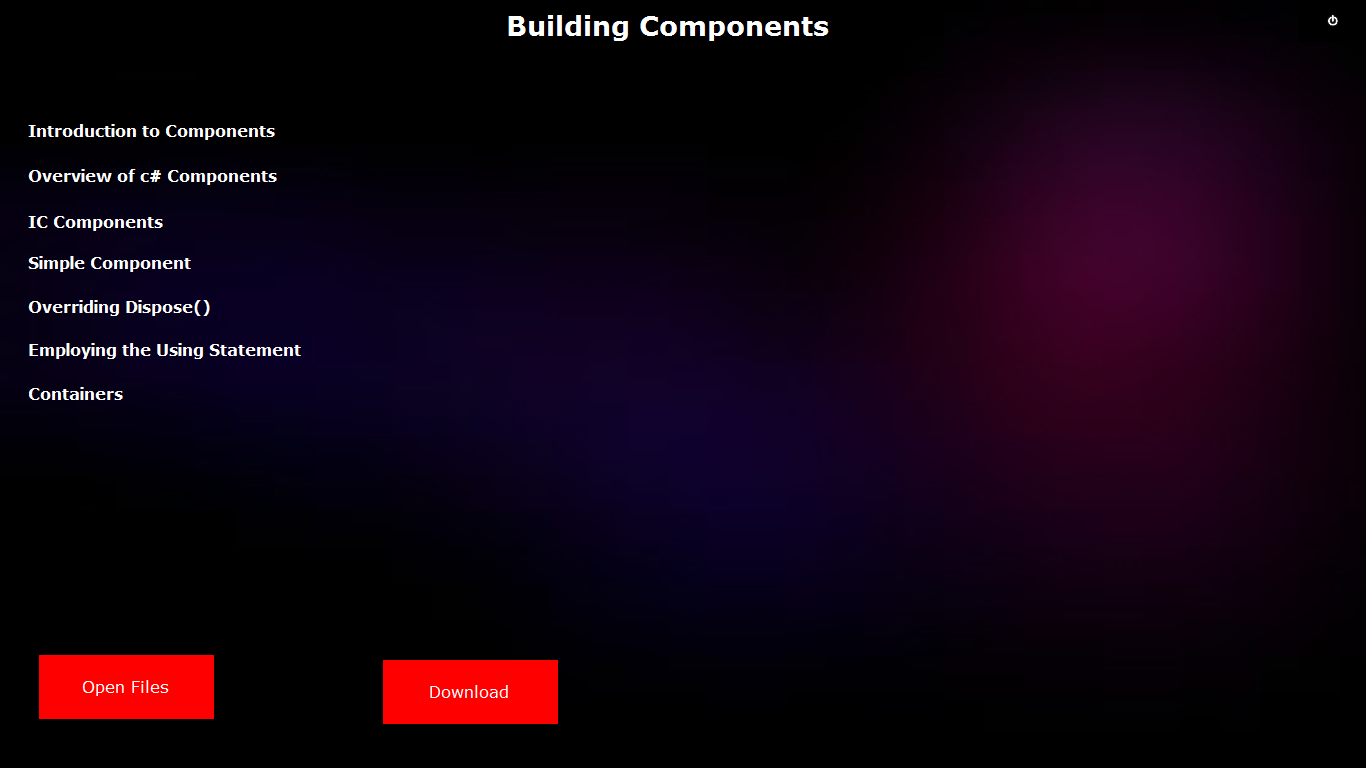 Building Components
Introduction to Components
Overview of c# Components
IC Components
Simple Component
Overriding Dispose()
Employing the Using Statement
Containers
Open Files
Download